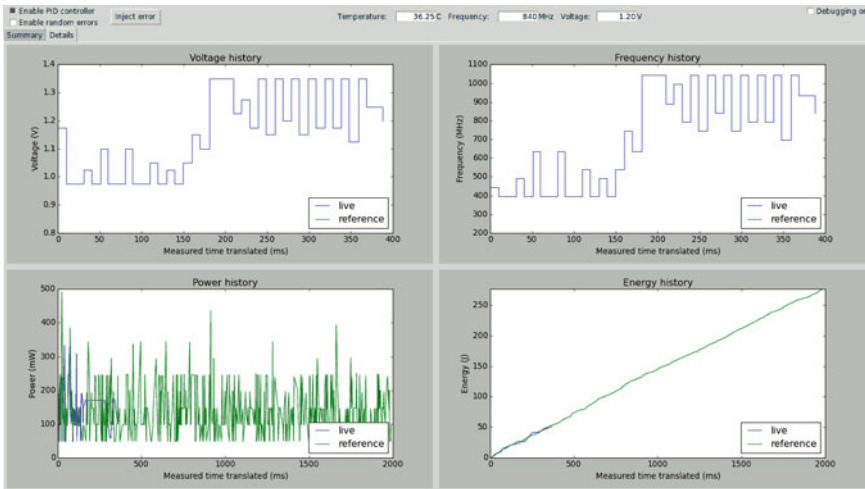 Enable PID controller
Enable random errors
Inject error
Temperature: 36.25 C Frequency: 840 MHz Voltage: 1.20 V
Debugging
Summary Details
Voltage history
1.4
1.3
1.2
1.1
1.0
0.9
0.8
Voltage (V)
0 50 100 150 200 250 300 350 400
Measured time translated (ms)
live
reference
Frequency history
1100
1000
900
800
700
600
500
400
300
200
Frequency (MHz)
0 50 100 150 200 250 300 350 400
Measured time translated (ms)
live
reference
Power history
500
400
300
200
100
0
Power (mW)
0 500 1000 1500 2000
Measured time translated (ms)
live
reference
Energy history
250
200
150
100
50
0
Energy (J)
0 500 1000 1500 2000
Measured time translated (ms)
live
reference